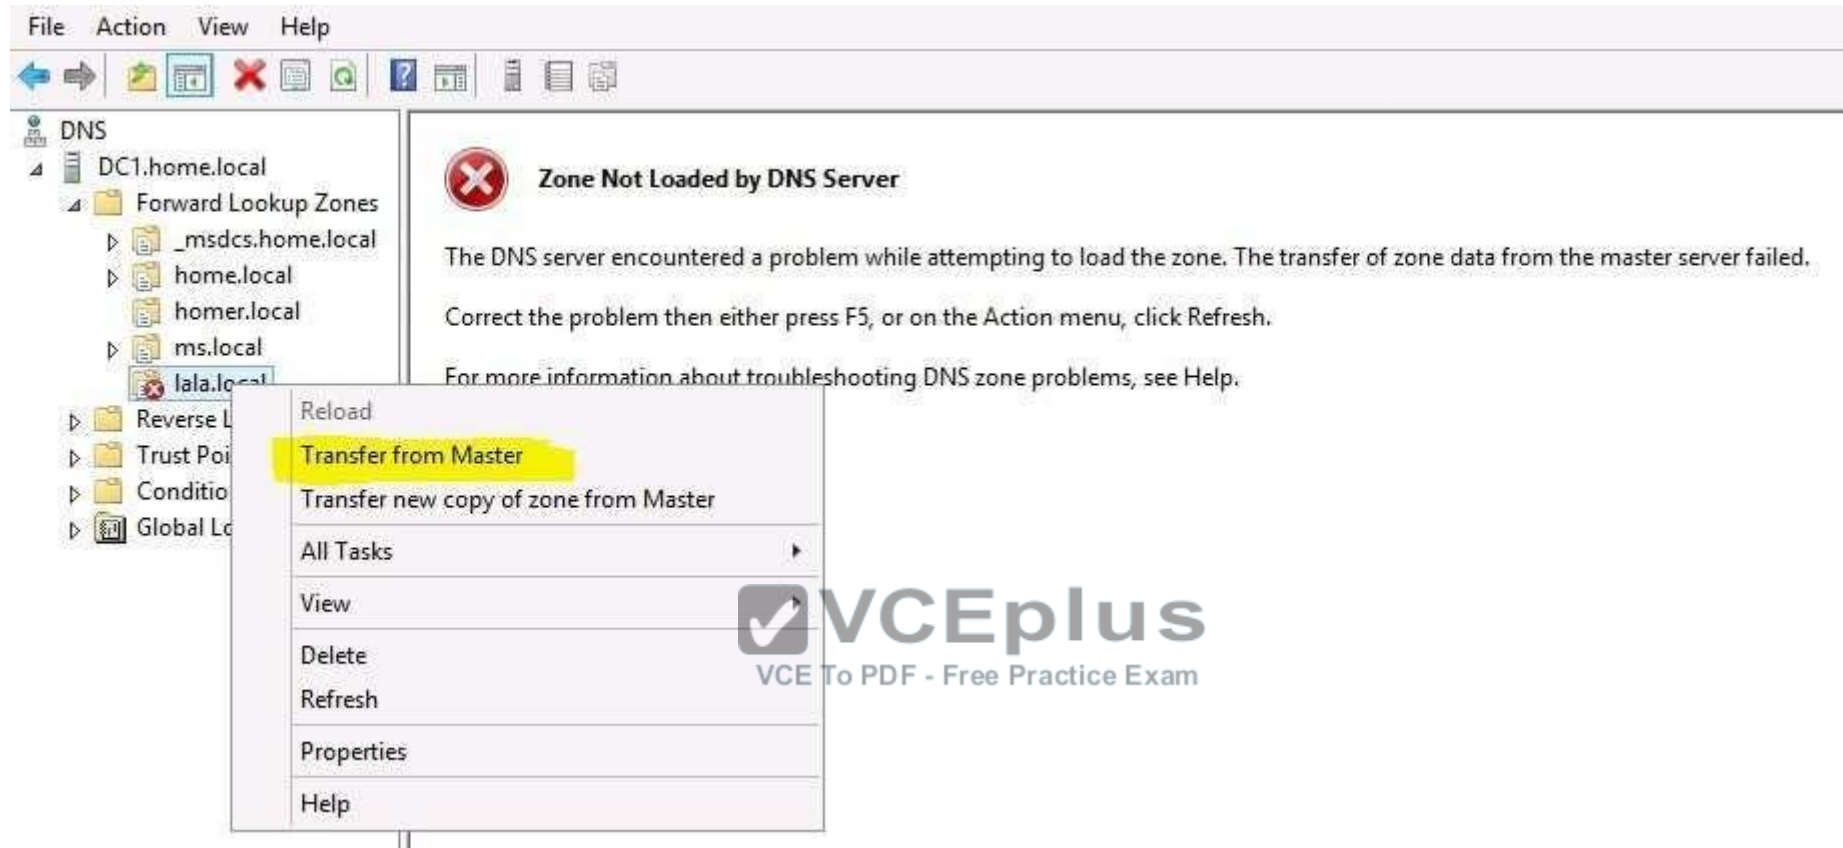 File Action View Help
DNS
DC1.home.local
Forward Lookup Zones
_msdcs.home.local
home.local
homer.local
ms.local
lala.local
Reverse L
Trust Poi
Conditio
Global Lo
Zone Not Loaded by DNS Server
The DNS server encountered a problem while attempting to load the zone. The transfer of zone data from the master server failed.
Correct the problem then either press F5, or on the Action menu, click Refresh.
For more information about troubleshooting DNS zone problems, see Help.
Reload
Transfer from Master
Transfer new copy of zone from Master
All Tasks
View
Delete
Refresh
Properties
Help
VCEplus
VCE To PDF - Free Practice Exam